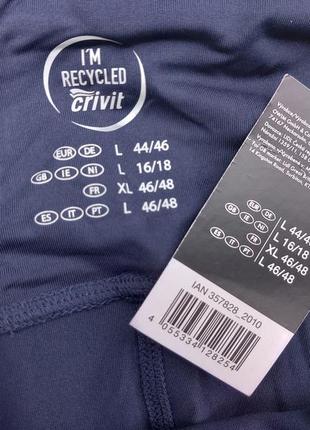 I'M
RECYCLED
crivit
EUR DE L 44/46
GB IE NI L 16/18
FR XL 46/48
ES IT PT L 46/48
EUR DE L 44/4
GB IE NI L 16/18
FR XL 46/48
ES IT PT L 46/48
IAN 357828_2010
4 055334 128254